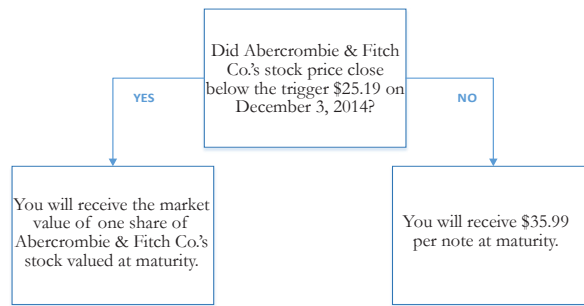 Did Abercrombie & Fitch
Co.'s stock price close
below the trigger $25.19 on
December 3, 2014?
YES
NO
You will receive the market
value of one share of
Abercrombie & Fitch Co.'s
stock valued at maturity.
You will receive $35.99
per note at maturity.